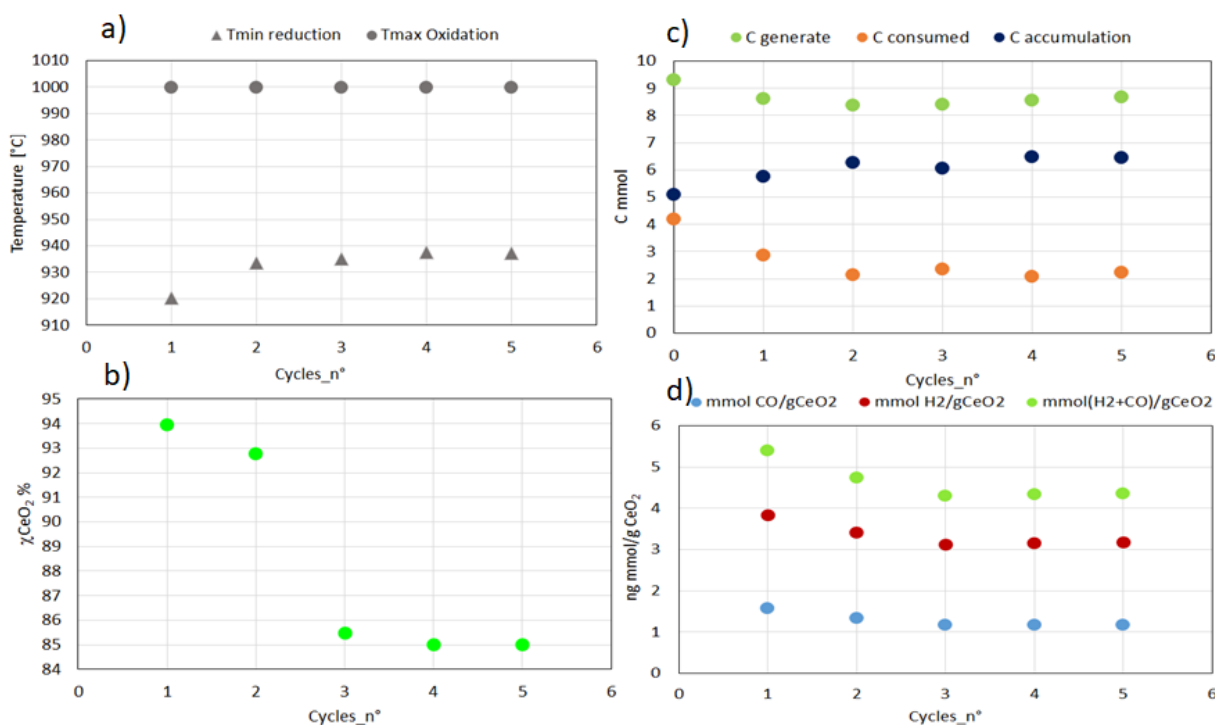 a)
Tmin reduction Tmax Oxidation
Temperature [°C]
1010
1000
990
980
970
960
950
940
930
920
910
0 1 2 3 4 5 6
Cycles_n°
c)
C generate C consumed C accumulation
C mmol
10
9
8
7
6
5
4
3
2
1
0
0 1 2 3 4 5 6
Cycles_n°
b)
χCeO₂ %
95
94
93
92
91
90
89
88
87
86
85
84
0 1 2 3 4 5 6
Cycles_n°
d)
mmol CO/gCeO2 mmol H2/gCeO2 mmol(H2+CO)/gCeO2
ng mmol/g CeO₂
6
5
4
3
2
1
0
0 1 2 3 4 5 6
Cycles_n°